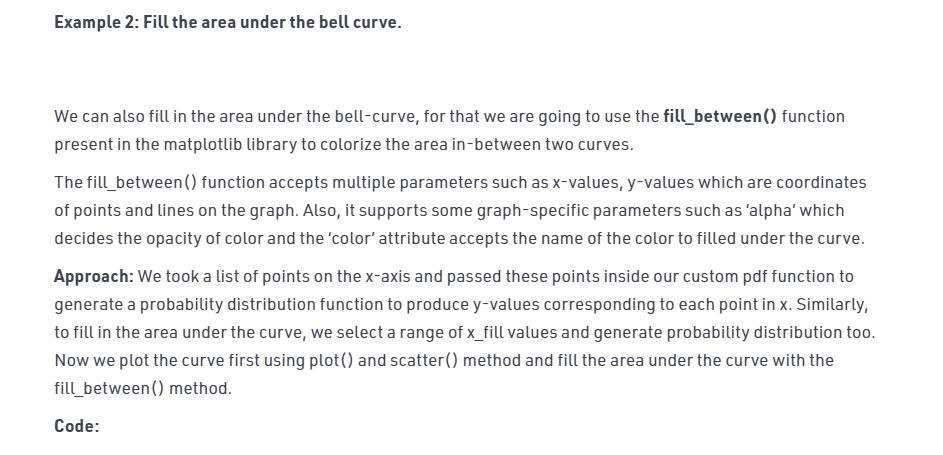 Example 2: Fill the area under the bell curve.
We can also fill in the area under the bell-curve, for that we are going to use the fill_between() function
present in the matplotlib library to colorize the area in-between two curves.
The fill_between() function accepts multiple parameters such as x-values, y-values which are coordinates
of points and lines on the graph. Also, it supports some graph-specific parameters such as ‘alpha’ which
decides the opacity of color and the ‘color’ attribute accepts the name of the color to filled under the curve.
Approach: We took a list of points on the x-axis and passed these points inside our custom pdf function to
generate a probability distribution function to produce y-values corresponding to each point in x. Similarly,
to fill in the area under the curve, we select a range of x_fill values and generate probability distribution too.
Now we plot the curve first using plot() and scatter() method and fill the area under the curve with the
fill_between() method.
Code: